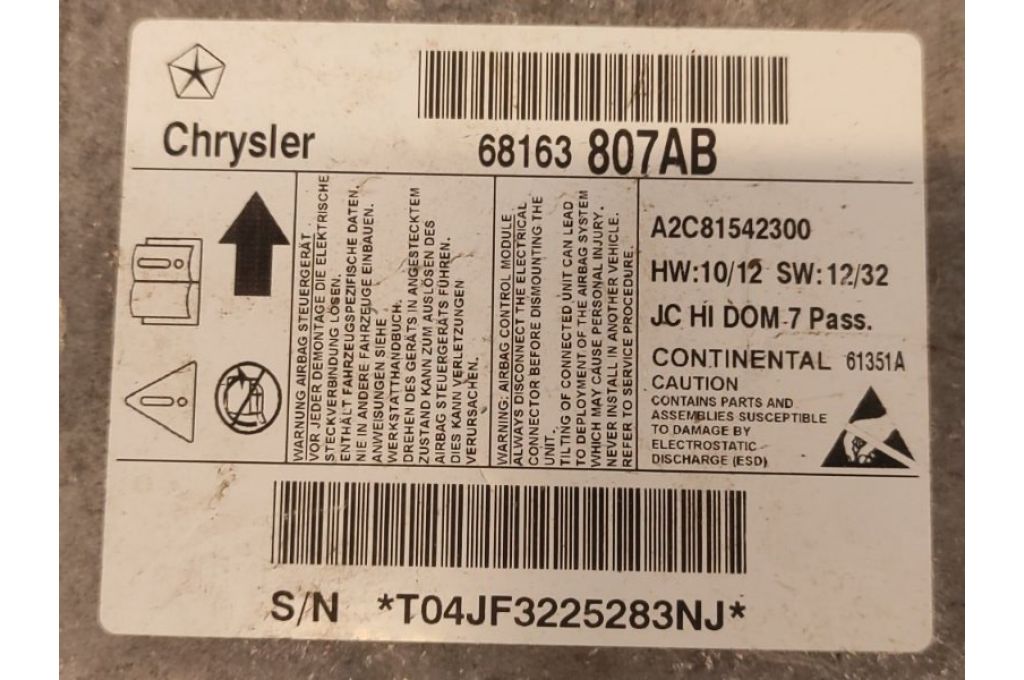 Chrysler
68163 807AB
WARNUNG AIRBAG STEUERGERÄT
VOR JEDER DEMONTAGE DIE ELEKTRISCHE
STECKVERBINDUNG LÖSEN.
ENTHÄLT FAHRZEUGSPEZIFISCHE DATEN.
NIE IN ANDERE FAHRZEUGE EINBAUEN.
ANWEISUNGEN SIEHE
WERKSTATTHANDBUCH.
DREHEN DES GERÄTS IN ANGESTECKTEM
ZUSTAND KANN ZUM AUSLÖSEN DES
AIRBAG STEUERGERÄTS FÜHREN.
DIES KANN VERLETZUNGEN
VERURSACHEN.
WARNING: AIRBAG CONTROL MODULE
ALWAYS DISCONNECT THE ELECTRICAL
CONNECTOR BEFORE DISMOUNTING THE
UNIT.
TILTING OF CONNECTED UNIT CAN LEAD
TO DEPLOYMENT OF THE AIRBAG SYSTEM
WHICH MAY CAUSE PERSONAL INJURY.
NEVER INSTALL IN ANOTHER VEHICLE.
REFER TO SERVICE PROCEDURE.
A2C81542300
HW:10/12 SW:12/32
JC HI DOM-7 Pass.
CONTINENTAL 61351A
CAUTION
CONTAINS PARTS AND
ASSEMBLIES SUSCEPTIBLE
TO DAMAGE BY
ELECTROSTATIC
DISCHARGE (ESD)
S/N *T04JF3225283NJ*